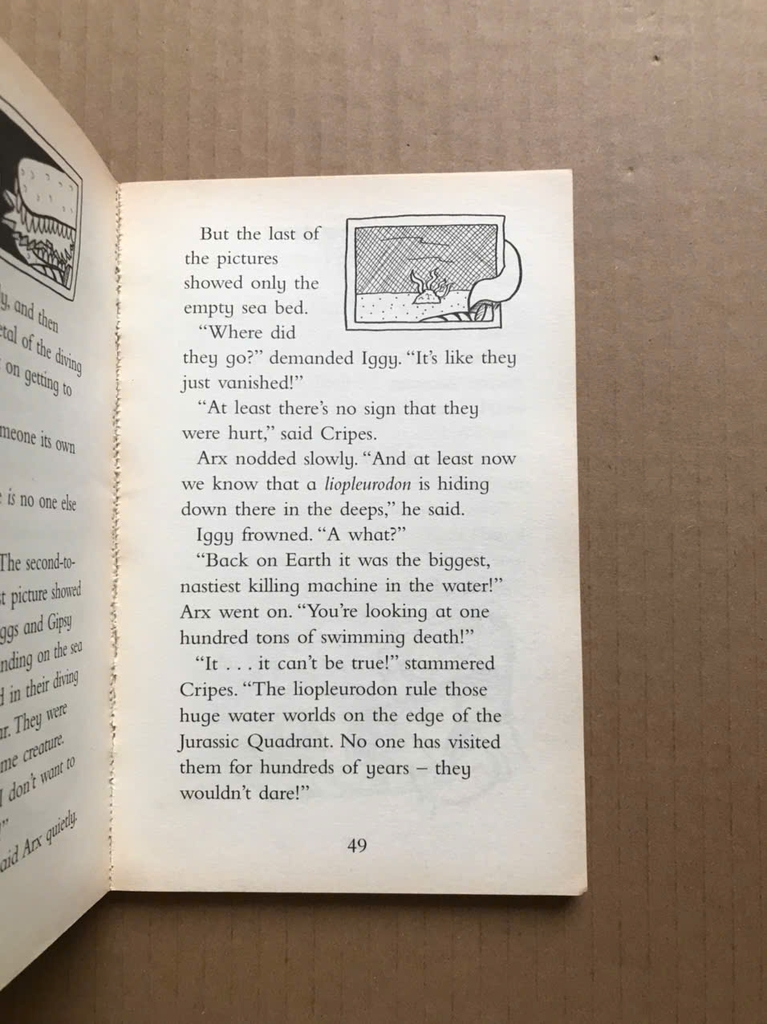 ly, and then
etal of the diving
on getting to
meone its own
e is no one else
The second-to-
st picture showed
ggs and Gipsy
nding on the sea
d in their diving
ar. They were
me creature.
I don't want to
!"
aid Arx quietly.
But the last of
the pictures
showed only the
empty sea bed.
“Where did
they go?” demanded Iggy. “It’s like they
just vanished!”
“At least there’s no sign that they
were hurt,” said Cripes.
Arx nodded slowly. “And at least now
we know that a liopleurodon is hiding
down there in the deeps,” he said.
Iggy frowned. “A what?”
“Back on Earth it was the biggest,
nastiest killing machine in the water!”
Arx went on. “You’re looking at one
hundred tons of swimming death!”
“It . . . it can’t be true!” stammered
Cripes. “The liopleurodon rule those
huge water worlds on the edge of the
Jurassic Quadrant. No one has visited
them for hundreds of years – they
wouldn’t dare!”
49